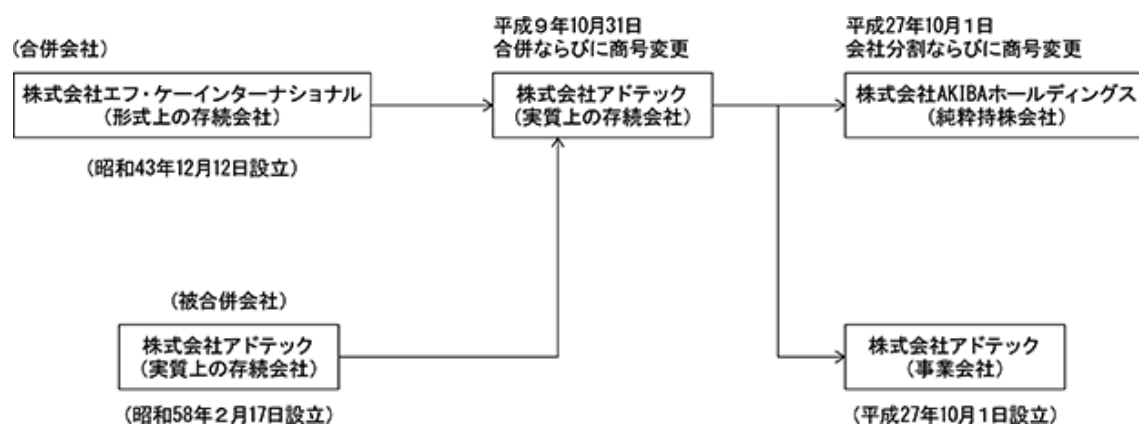 (合併会社)
株式会社エフ・ケーインターナショナル
(形式上の存続会社)
(昭和43年12月12日設立)
平成9年10月31日
合併ならびに商号変更
株式会社アドテック
(実質上の存続会社)
平成27年10月1日
会社分割ならびに商号変更
株式会社AKIBAホールディングス
(純粋持株会社)
(被合併会社)
株式会社アドテック
(実質上の存続会社)
(昭和58年2月17日設立)
株式会社アドテック
(事業会社)
(平成27年10月1日設立)